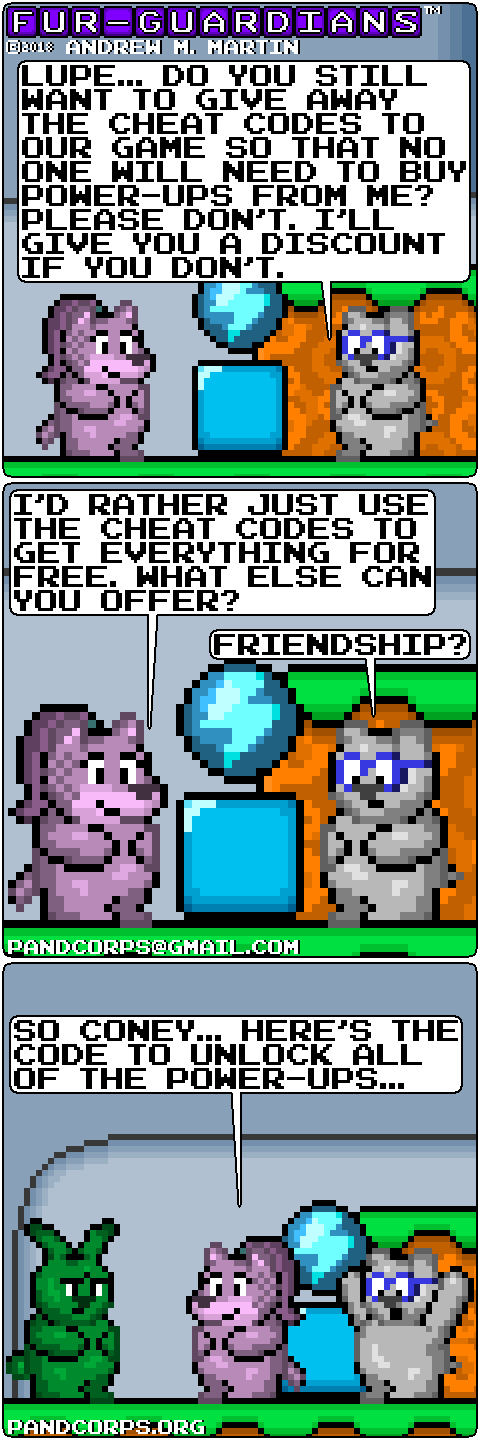 FUR-GUARDIANS™
©2018 ANDREW M. MARTIN
LUPE... DO YOU STILL
WANT TO GIVE AWAY
THE CHEAT CODES TO
OUR GAME SO THAT NO
ONE WILL NEED TO BUY
POWER-UPS FROM ME?
PLEASE DON'T. I'LL
GIVE YOU A DISCOUNT
IF YOU DON'T.
I'D RATHER JUST USE
THE CHEAT CODES TO
GET EVERYTHING FOR
FREE. WHAT ELSE CAN
YOU OFFER?
FRIENDSHIP?
PANDCORPS@GMAIL.COM
SO CONEY... HERE'S THE
CODE TO UNLOCK ALL
OF THE POWER-UPS...
PANDCORPS.ORG